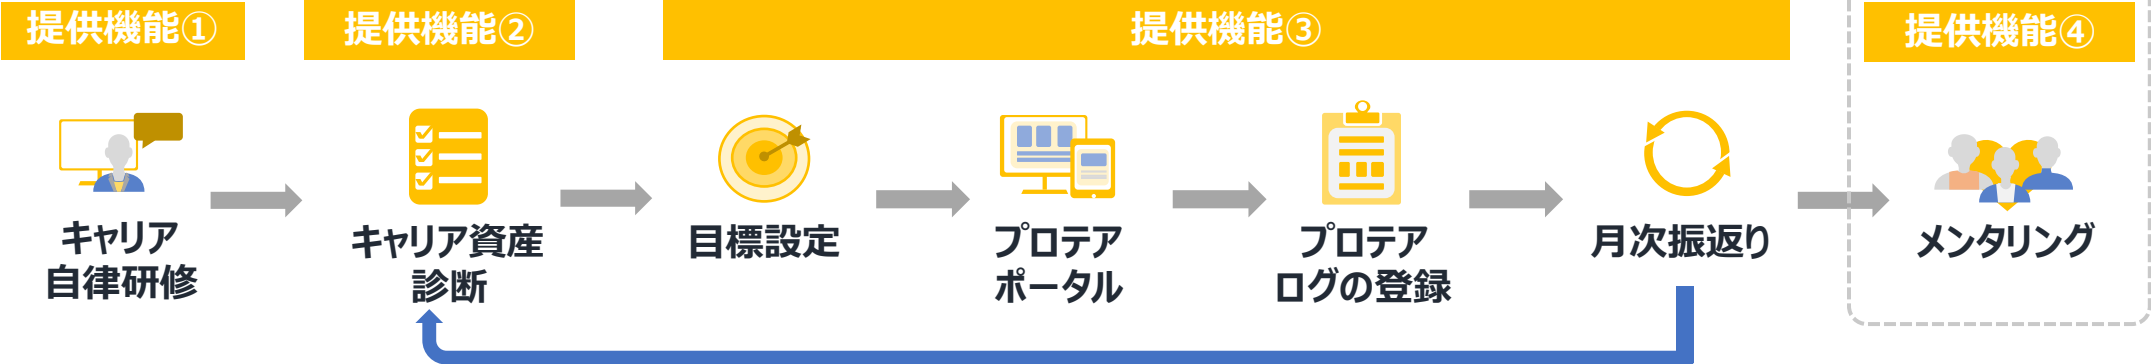 提供機能①
提供機能②
提供機能③
提供機能④
キャリア
自律研修
キャリア資産
診断
目標設定
プロテア
ポータル
プロテア
ログの登録
月次振返り
メンタリング